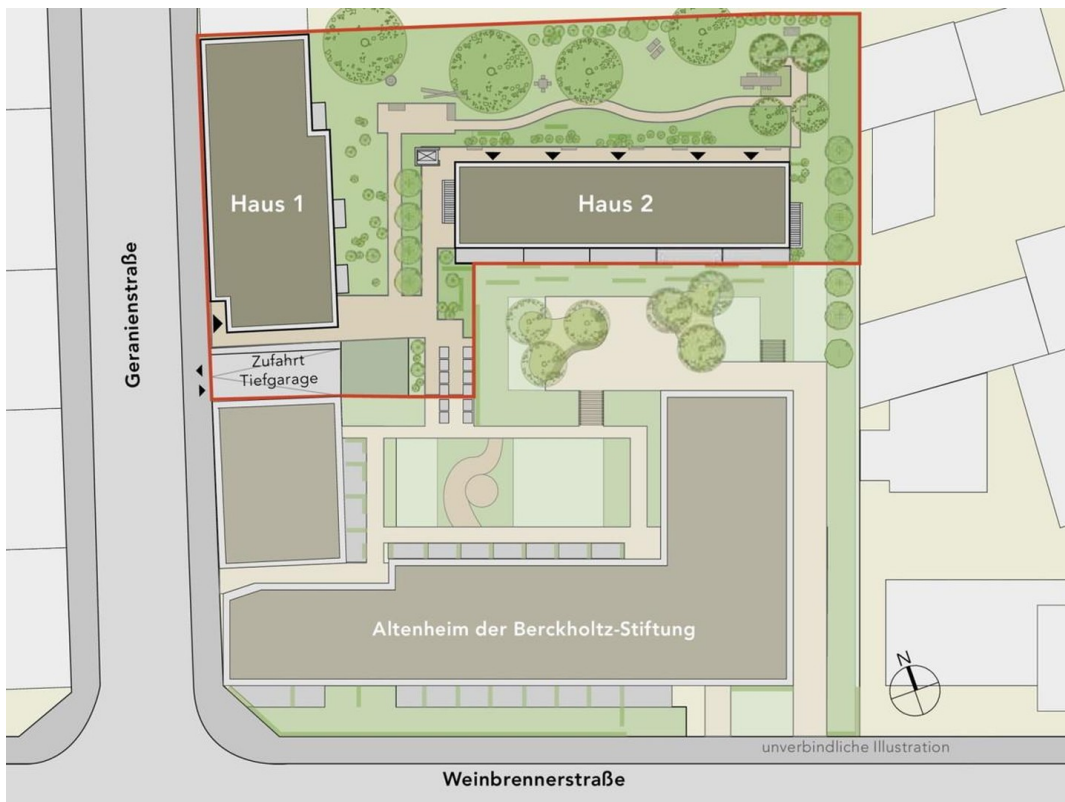 Haus 1
Haus 2
Geranienstraße
Zufahrt
Tiefgarage
Altenheim der Berckholtz-Stiftung
N
unverbindliche Illustration
Weinbrennerstraße